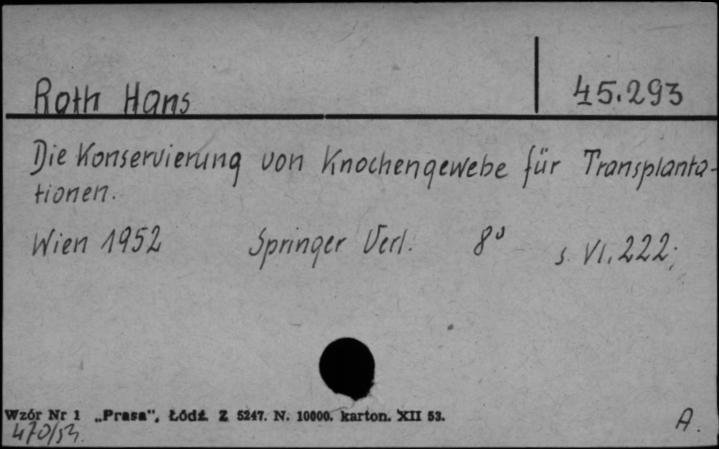 Roth Hans 45.293
Die Konservierung von Knochengewebe für Transplanta-
tionen.
Wien 1952 Springer Verl. 8° s. VI, 222;
Wzór Nr 1 „Prasa”, Łódź. Z 5247. N. 10000. karton. XII 53.
A.